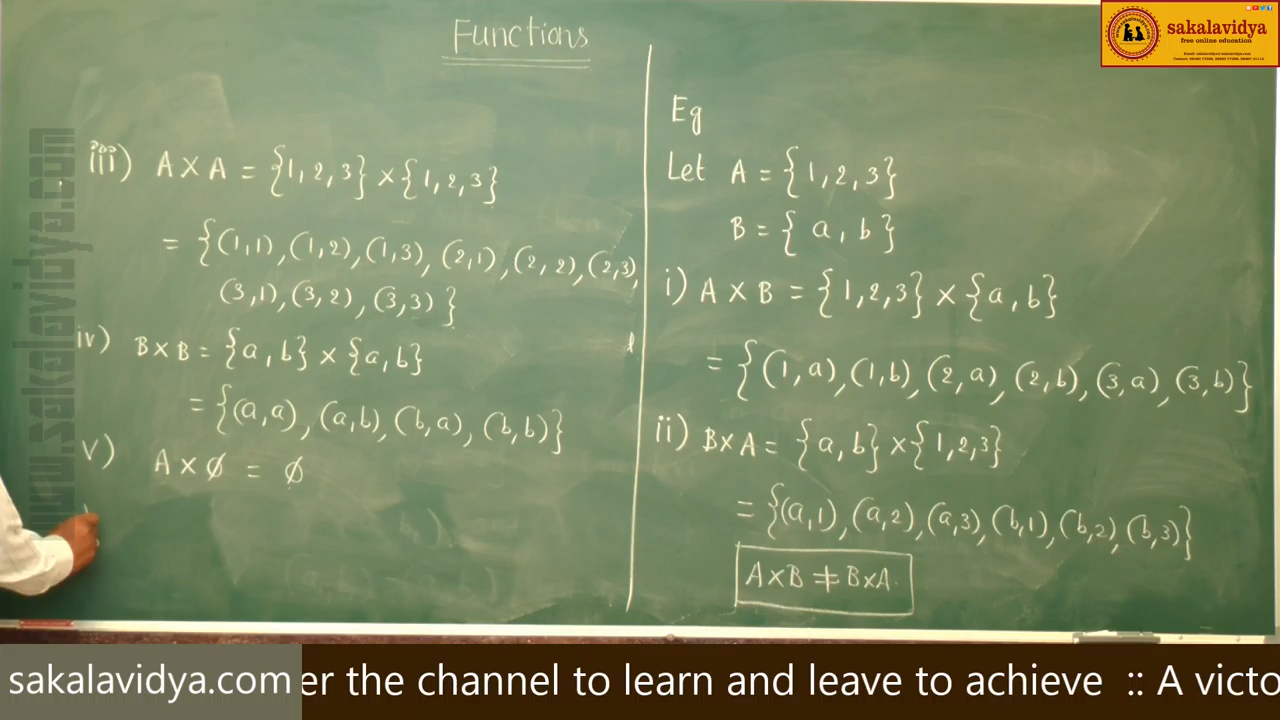 Functions
Eg
Let A = {1, 2, 3}
B = { a, b }
i) A × B = {1, 2, 3} × {a, b}
= {(1, a), (1, b), (2, a), (2, b), (3, a), (3, b)}
ii) B×A = {a, b} × {1, 2, 3}
= {(a, 1), (a, 2), (a, 3), (b, 1), (b, 2), (b, 3)}
A×B ≠ B×A.
iii) A × A = {1, 2, 3} × {1, 2, 3}
= {(1, 1), (1, 2), (1, 3), (2, 1), (2, 2), (2, 3),
(3, 1), (3, 2), (3, 3)}
iv) B×B = {a, b} × {a, b}
= {(a, a), (a, b), (b, a), (b, b)}
v) A × ∅ = ∅
www.sakalavidya.com
sakalavidya
free online education
sakalavidya.com er the channel to learn and leave to achieve :: A victo